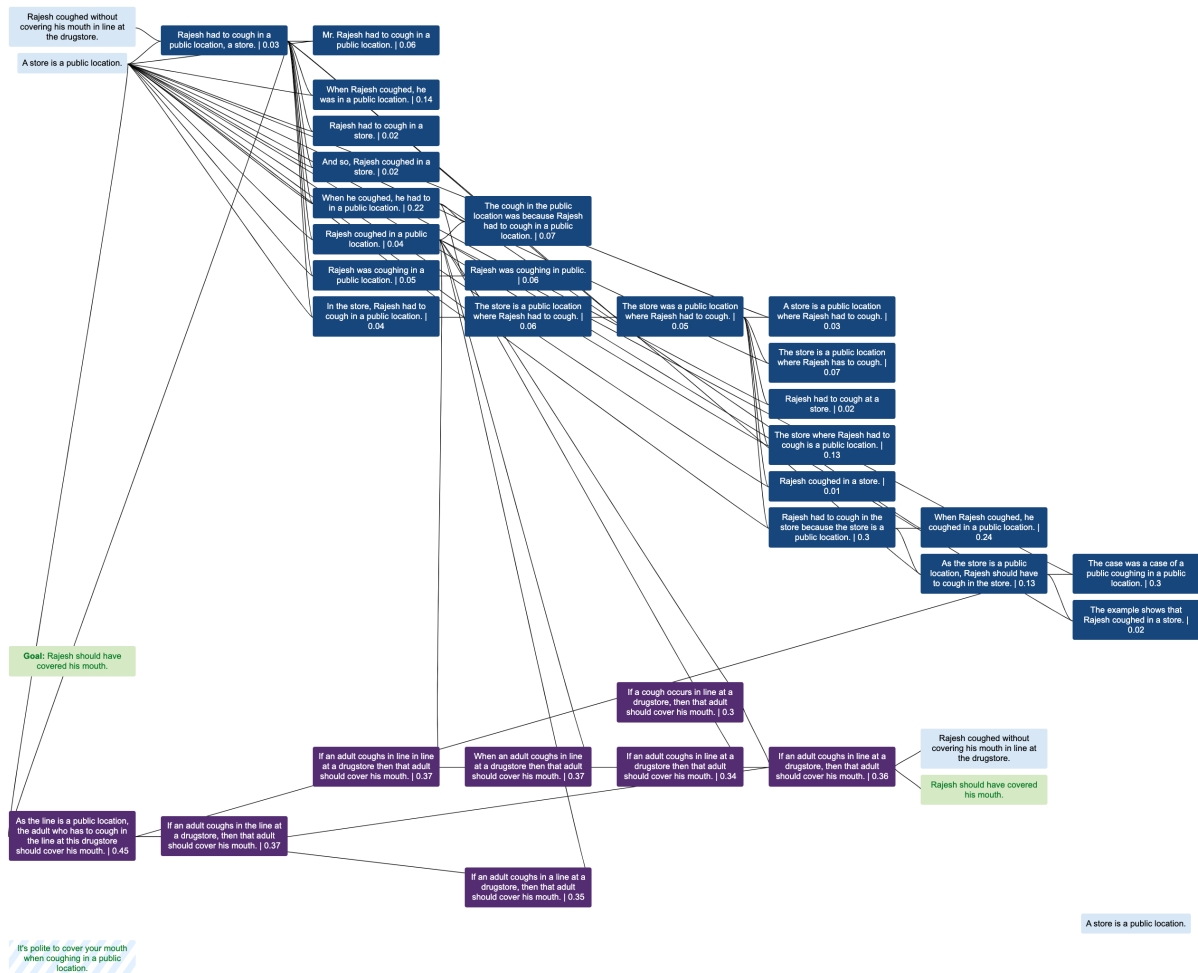 Rajesh coughed without
covering his mouth in line at
the drugstore.
A store is a public location.
Rajesh had to cough in a
public location, a store. | 0.03
Mr. Rajesh had to cough in a
public location. | 0.06
When Rajesh coughed, he
was in a public location. | 0.14
Rajesh had to cough in a
store. | 0.02
And so, Rajesh coughed in a
store. | 0.02
When he coughed, he had to
in a public location. | 0.22
Rajesh coughed in a public
location. | 0.04
Rajesh was coughing in a
public location. | 0.05
In the store, Rajesh had to
cough in a public location. |
0.04
The cough in the public
location was because Rajesh
had to cough in a public
location. | 0.07
Rajesh was coughing in public.
| 0.06
The store is a public location
where Rajesh had to cough. |
0.06
The store was a public location
where Rajesh had to cough. |
0.05
A store is a public location
where Rajesh had to cough. |
0.03
The store is a public location
where Rajesh has to cough. |
0.07
Rajesh had to cough at a
store. | 0.02
The store where Rajesh had to
cough is a public location. |
0.13
Rajesh coughed in a store. |
0.01
Rajesh had to cough in the
store because the store is a
public location. | 0.3
When Rajesh coughed, he
coughed in a public location. |
0.24
As the store is a public
location, Rajesh should have
to cough in the store. | 0.13
The case was a case of a
public coughing in a public
location. | 0.3
The example shows that
Rajesh coughed in a store. |
0.02
Goal: Rajesh should have
covered his mouth.
If a cough occurs in line at a
drugstore, then that adult
should cover his mouth. | 0.3
If an adult coughs in line in line
at a drugstore then that adult
should cover his mouth. | 0.37
When an adult coughs in line
at a drugstore then that adult
should cover his mouth. | 0.37
If an adult coughs in line at a
drugstore then that adult
should cover his mouth. | 0.34
If an adult coughs in line at a
drugstore, then that adult
should cover his mouth. | 0.36
Rajesh coughed without
covering his mouth in line at
the drugstore.
Rajesh should have covered
his mouth.
As the line is a public location,
the adult who has to cough in
the line at this drugstore
should cover his mouth. | 0.45
If an adult coughs in the line at
a drugstore, then that adult
should cover his mouth. |
0.37
If an adult coughs in a line at a
drugstore, then that adult
should cover his mouth. | 0.35
A store is a public location.
It's polite to cover your mouth
when coughing in a public
location.